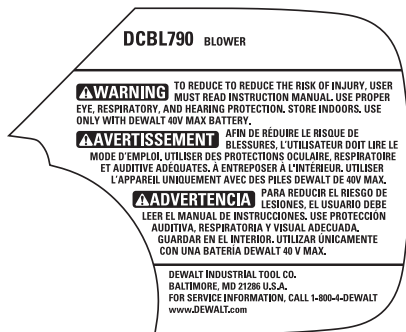 DCBL790 BLOWER
WARNING TO REDUCE TO REDUCE THE RISK OF INJURY, USER
MUST READ INSTRUCTION MANUAL. USE PROPER
EYE, RESPIRATORY, AND HEARING PROTECTION. STORE INDOORS. USE
ONLY WITH DEWALT 40V MAX BATTERY.
AVERTISSEMENT AFIN DE RÉDUIRE LE RISQUE DE
BLESSURES, L'UTILISATEUR DOIT LIRE LE
MODE D'EMPLOI, UTILISER DES PROTECTIONS OCULAIRE, RESPIRATOIRE
ET AUDITIVE ADÉQUATES. À ENTREPOSER À L'INTÉRIEUR. UTILISER
L'APPAREIL UNIQUEMENT AVEC DES PILES DEWALT DE 40V MAX.
ADVERTENCIA PARA REDUCIR EL RIESGO DE
LESIONES, EL USUARIO DEBE
LEER EL MANUAL DE INSTRUCCIONES. USE PROTECCIÓN
AUDITIVA, RESPIRATORIA Y VISUAL ADECUADA.
GUARDAR EN EL INTERIOR. UTILIZAR ÚNICAMENTE
CON UNA BATERÍA DEWALT 40 V MAX.
DEWALT INDUSTRIAL TOOL CO.
BALTIMORE, MD 21286 U.S.A.
FOR SERVICE INFORMATION, CALL 1-800-4-DEWALT
www.DEWALT.com